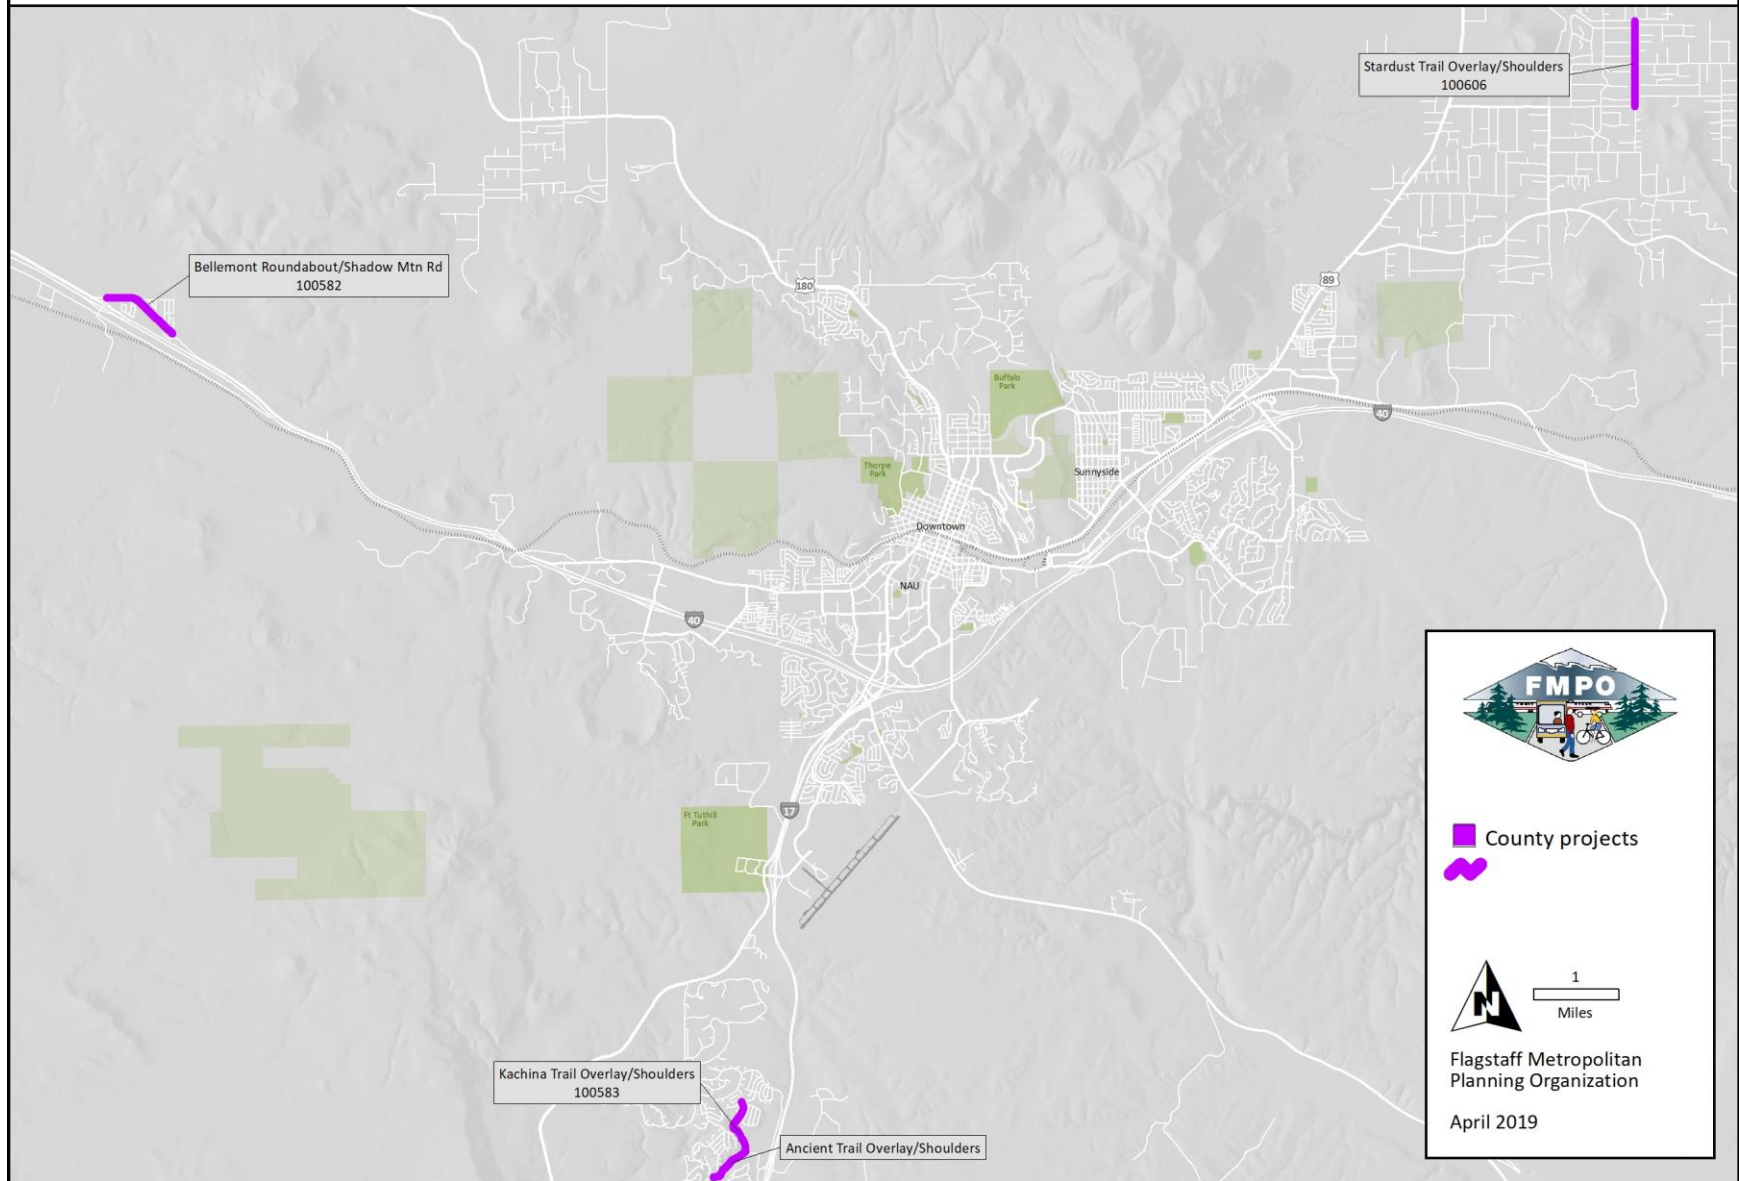 Stardust Trail Overlay/Shoulders
100606
Bellemont Roundabout/Shadow Mtn Rd
100582
180
89
Buffalo
Park
40
Thorpe
Park
Sunnyside
Downtown
NAU
40
FMPO
Ft Tuthill
Park
17
County projects
N
1
Miles
Flagstaff Metropolitan
Planning Organization
April 2019
Kachina Trail Overlay/Shoulders
100583
Ancient Trail Overlay/Shoulders